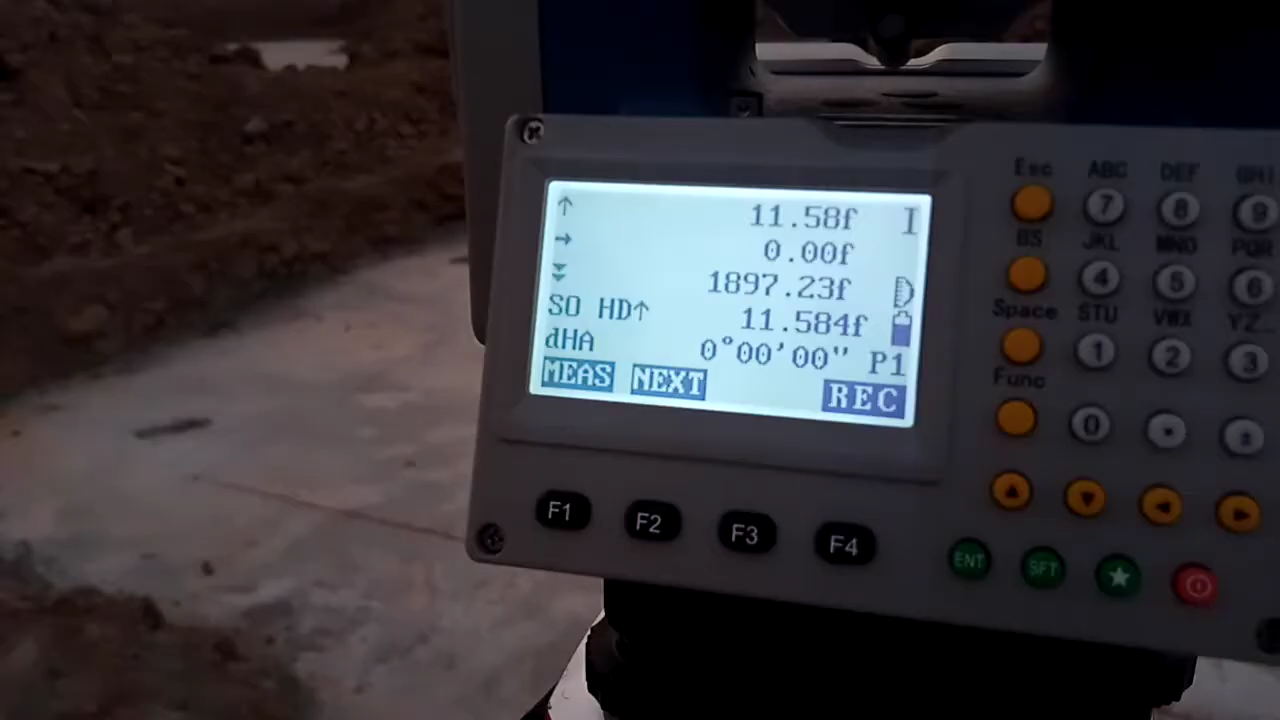 ↑ 11.58f I
→ 0.00f
1897.23f
SO HD↑ 11.584f
dHA 0°00'00" P1
MEAS NEXT REC
F1 F2 F3 F4
Esc ABC DEF GHI
7 8 9
BS JKL MNO PQR
4 5 6
Space STU VWX YZ_
1 2 3
Func
0 . ±
ENT SFT